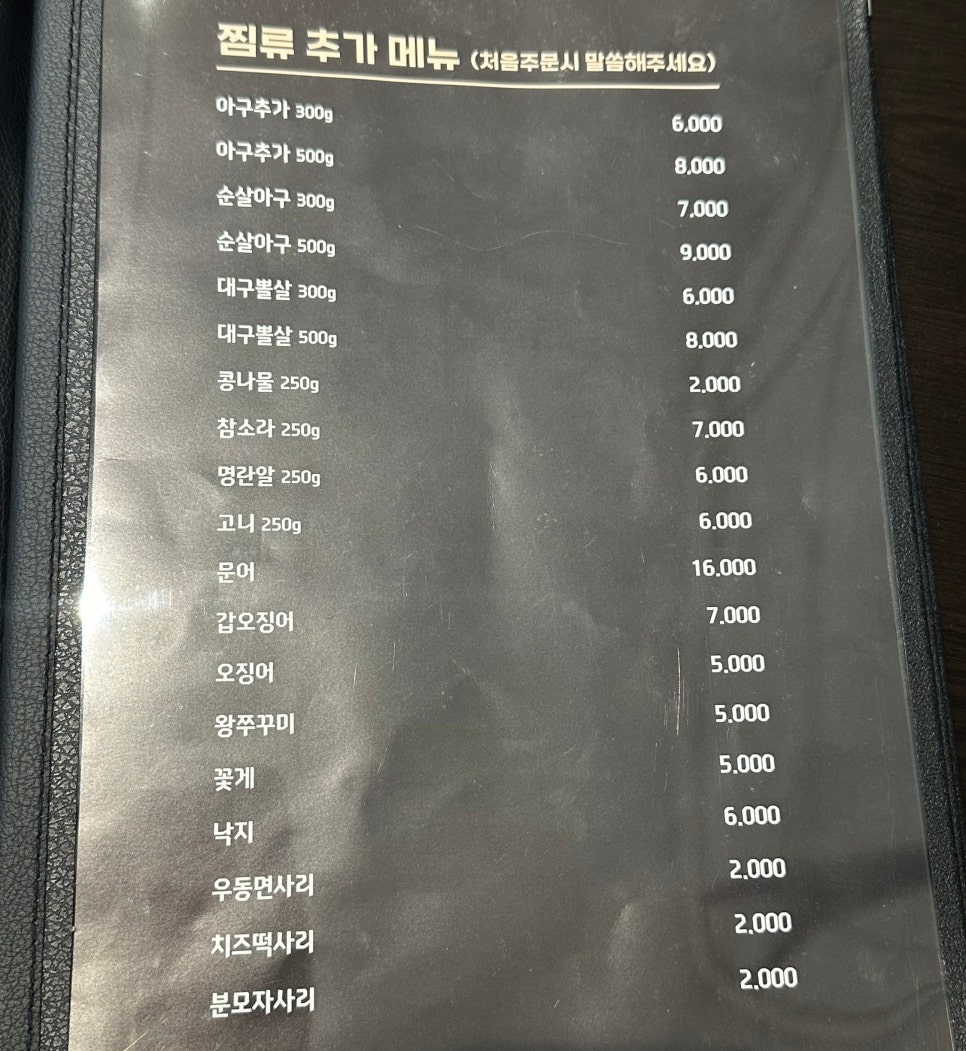 찜류 추가 메뉴 (처음주문시 말씀해주세요)
아구추가 300g 6,000
아구추가 500g 8,000
순살아구 300g 7,000
순살아구 500g 9,000
대구뽈살 300g 6,000
대구뽈살 500g 8,000
콩나물 250g 2,000
참소라 250g 7,000
명란알 250g 6,000
고니 250g 6,000
문어 16,000
갑오징어 7,000
오징어 5,000
왕쭈꾸미 5,000
꽃게 5,000
낙지 6,000
우동면사리 2,000
치즈떡사리 2,000
분모자사리 2,000